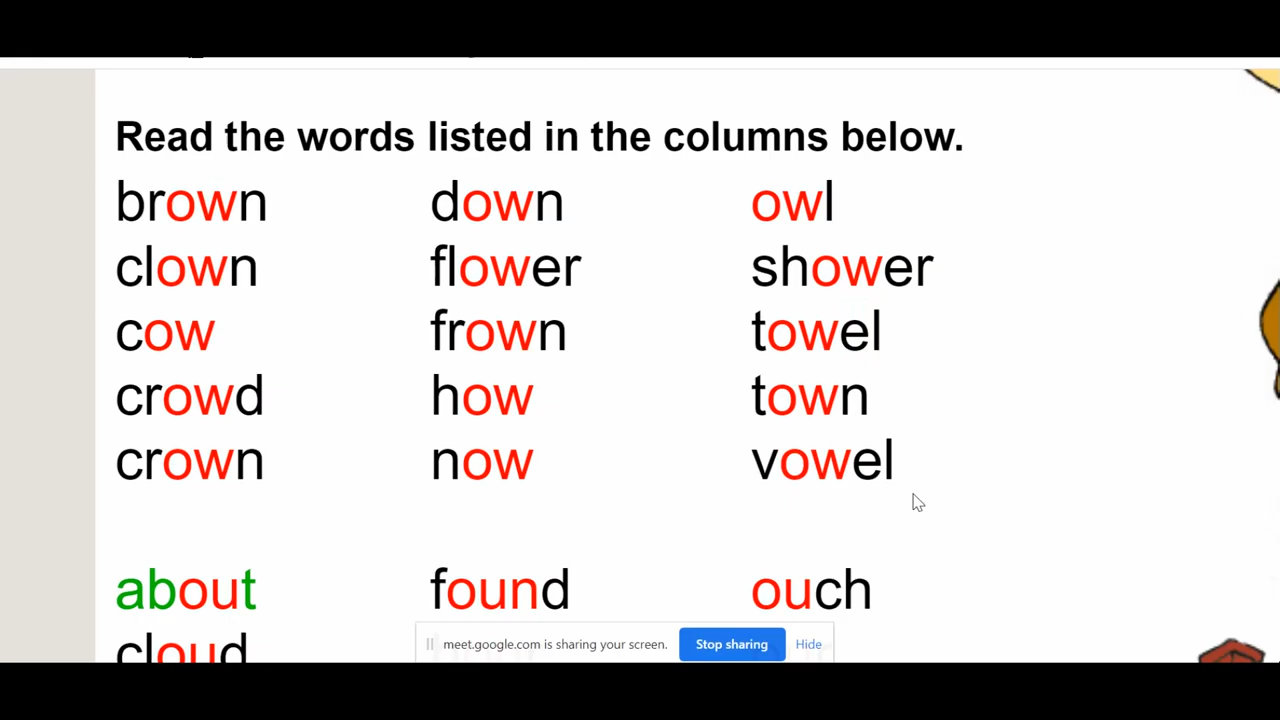 Read the words listed in the columns below.
brown down owl
clown flower shower
cow frown towel
crowd how town
crown now vowel
about found ouch
cloud
meet.google.com is sharing your screen. Stop sharing Hide